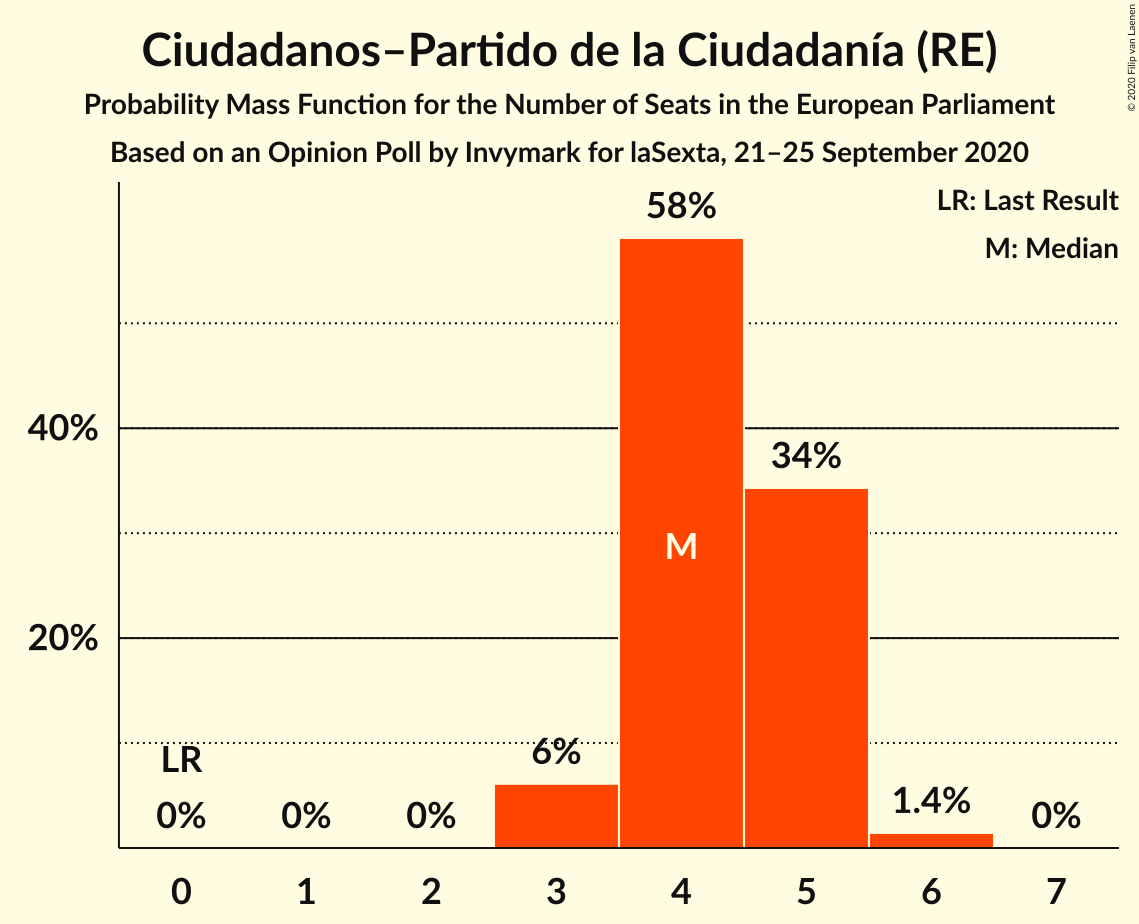 Ciudadanos–Partido de la Ciudadanía (RE)
Probability Mass Function for the Number of Seats in the European Parliament
Based on an Opinion Poll by Invymark for laSexta, 21–25 September 2020
© 2020 Filip van Laenen
LR: Last Result
M: Median
58%
40%
34%
M
20%
LR
6%
0%
0%
0%
1.4%
0%
0 1 2 3 4 5 6 7